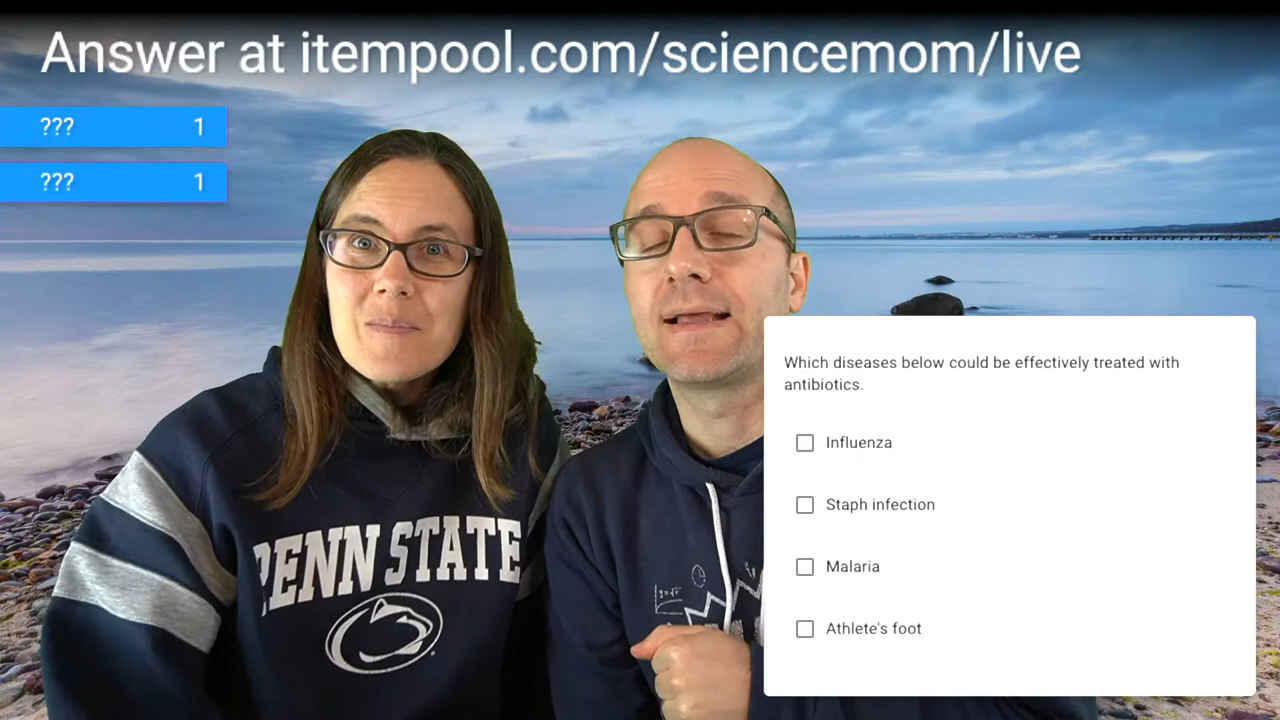 Answer at itempool.com/sciencemom/live
??? 1
??? 1
PENN STATE
Which diseases below could be effectively treated with
antibiotics.
Influenza
Staph infection
Malaria
Athlete's foot